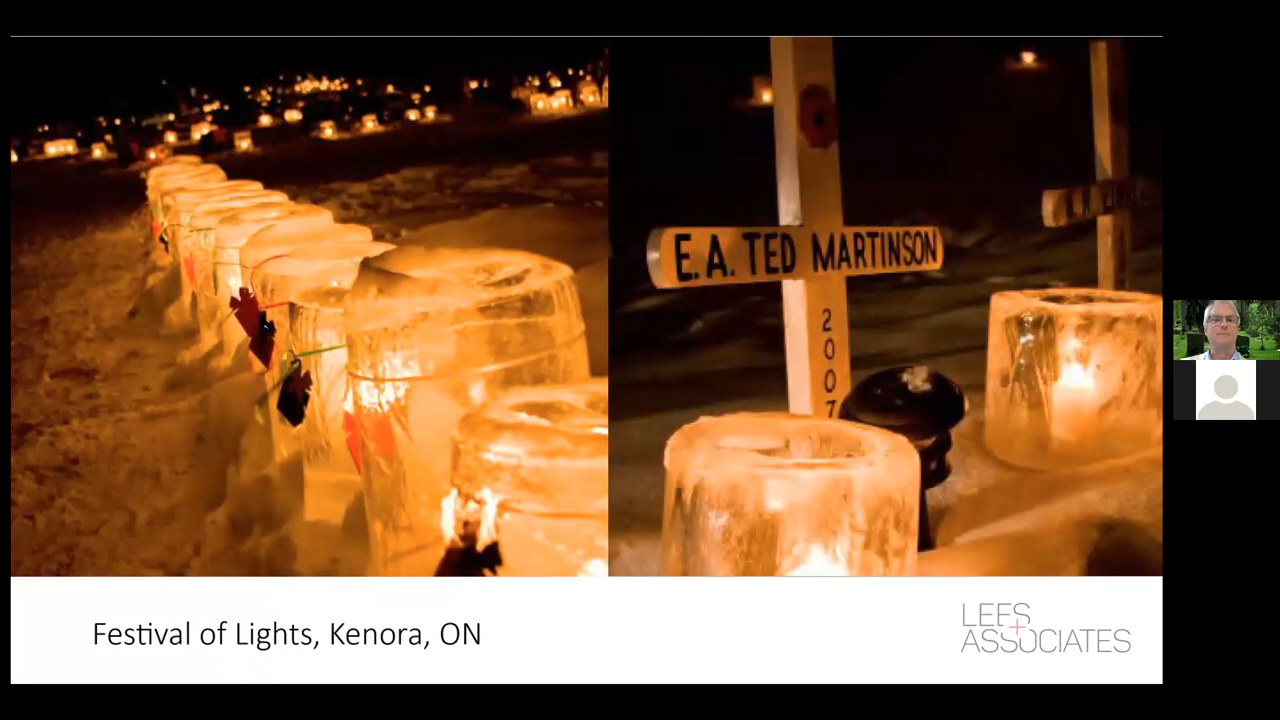 E.A. TED MARTINSON
2007
Festival of Lights, Kenora, ON
LEES+
ASSOCIATES